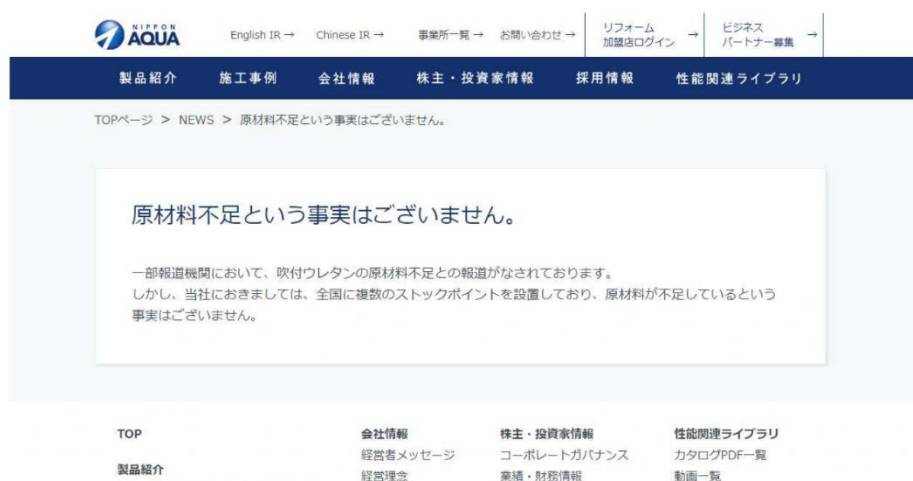 NIPPON
AQUA
English IR → Chinese IR → 事業所一覧 → お問い合わせ →
リフォーム
加盟店ログイン →
ビジネス
パートナー募集 →
製品紹介 施工事例 会社情報 株主・投資家情報 採用情報 性能関連ライブラリ
TOPページ > NEWS > 原材料不足という事実はございません。
原材料不足という事実はございません。
一部報道機関において、吹付ウレタンの原材料不足との報道がなされております。
しかし、当社におきましては、全国に複数のストックポイントを設置しており、原材料が不足しているという
事実はございません。
TOP
製品紹介
会社情報
経営者メッセージ
経営理念
株主・投資家情報
コーポレートガバナンス
業績・財務情報
性能関連ライブラリ
カタログPDF一覧
動画一覧